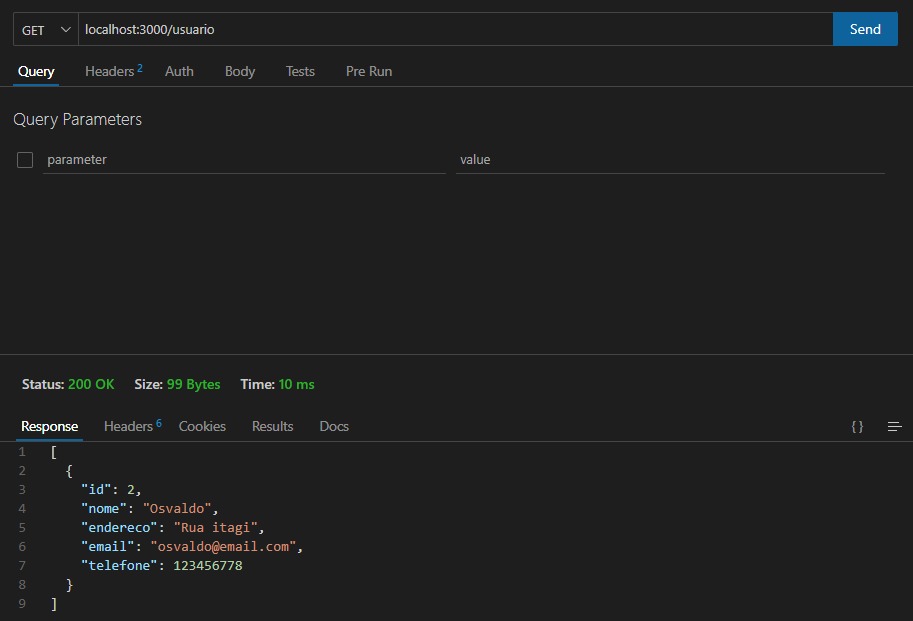 GET localhost:3000/usuario Send
Query Headers 2 Auth Body Tests Pre Run
Query Parameters
parameter value
Status: 200 OK Size: 99 Bytes Time: 10 ms
Response Headers 6 Cookies Results Docs { }
1 [
2 {
3 "id": 2,
4 "nome": "Osvaldo",
5 "endereco": "Rua itagi",
6 "email": "osvaldo@email.com",
7 "telefone": 123456778
8 }
9 ]